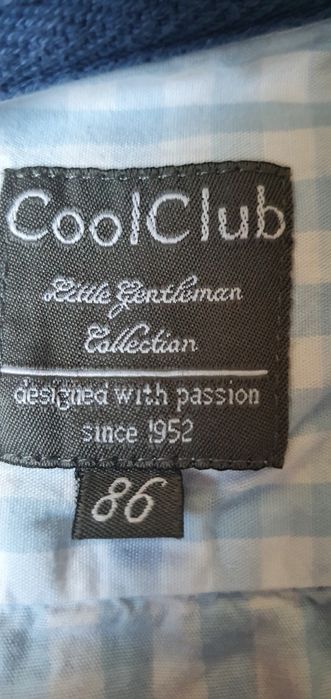 CoolClub
Little Gentleman
Collection
designed with passion
since 1952
86